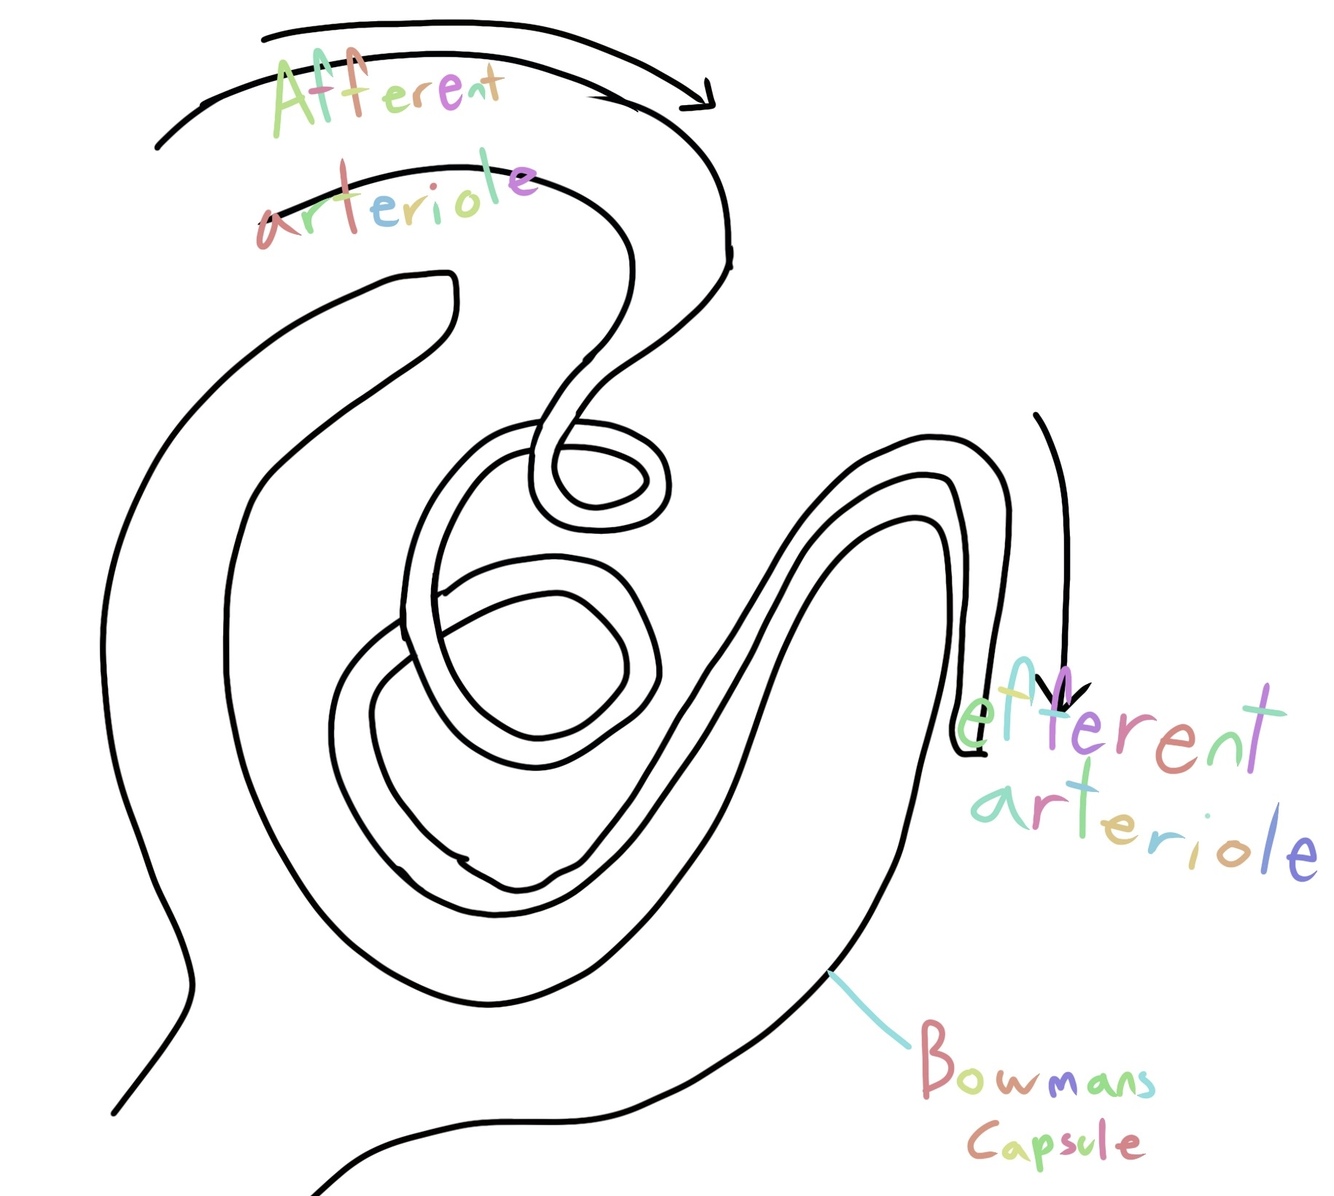 Afferent
arteriole
efferent
arteriole
Bowmans
Capsule